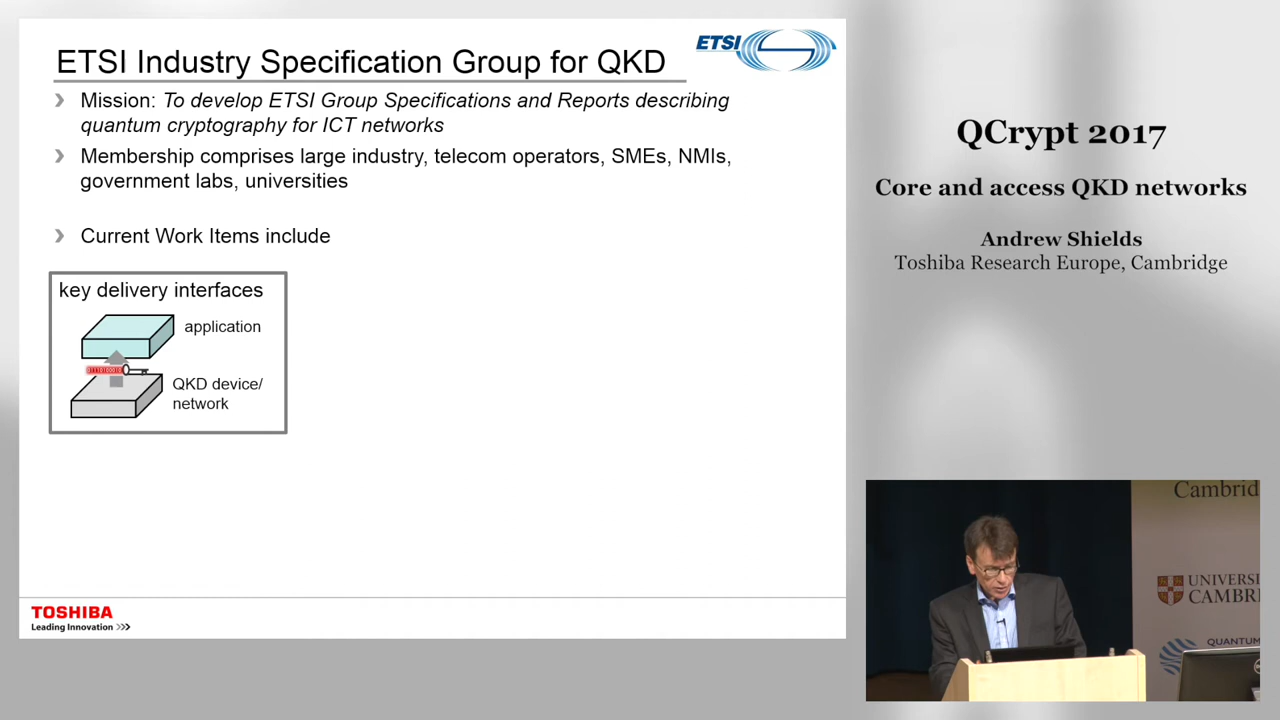 ETSI Industry Specification Group for QKD
ETSI
› Mission: To develop ETSI Group Specifications and Reports describing
quantum cryptography for ICT networks
› Membership comprises large industry, telecom operators, SMEs, NMIs,
government labs, universities
› Current Work Items include
key delivery interfaces
application
QKD device/
network
TOSHIBA
Leading Innovation >>>
QCrypt 2017
Core and access QKD networks
Andrew Shields
Toshiba Research Europe, Cambridge
Cambrid
UNIVERSI
CAMBRI
QUANTUM